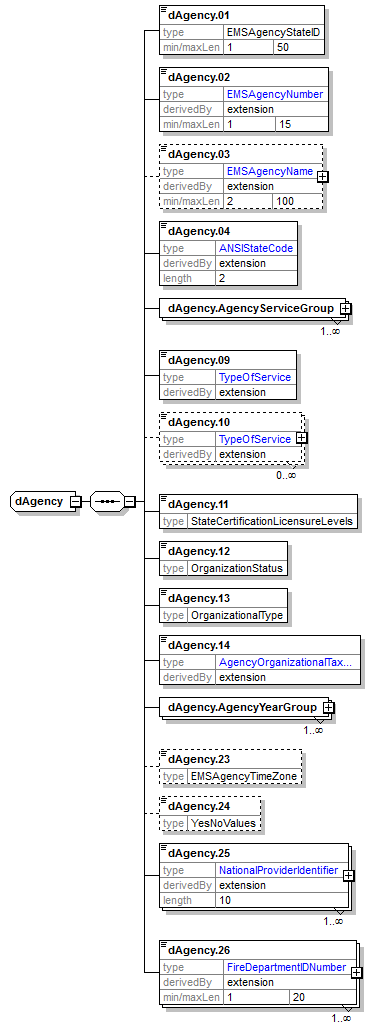 dAgency.01
type EMSAgencyStateID
min/maxLen 1 50
dAgency.02
type EMSAgencyNumber
derivedBy extension
min/maxLen 1 15
dAgency.03
type EMSAgencyName
derivedBy extension
min/maxLen 2 100
dAgency.04
type ANSIStateCode
derivedBy extension
length 2
dAgency.AgencyServiceGroup
1..∞
dAgency.09
type TypeOfService
derivedBy extension
dAgency.10
type TypeOfService
derivedBy extension
0..∞
dAgency
dAgency.11
type StateCertificationLicensureLevels
dAgency.12
type OrganizationStatus
dAgency.13
type OrganizationalType
dAgency.14
type AgencyOrganizationalTax...
derivedBy extension
dAgency.AgencyYearGroup
1..∞
dAgency.23
type EMSAgencyTimeZone
dAgency.24
type YesNoValues
dAgency.25
type NationalProviderIdentifier
derivedBy extension
length 10
1..∞
dAgency.26
type FireDepartmentIDNumber
derivedBy extension
min/maxLen 1 20
1..∞